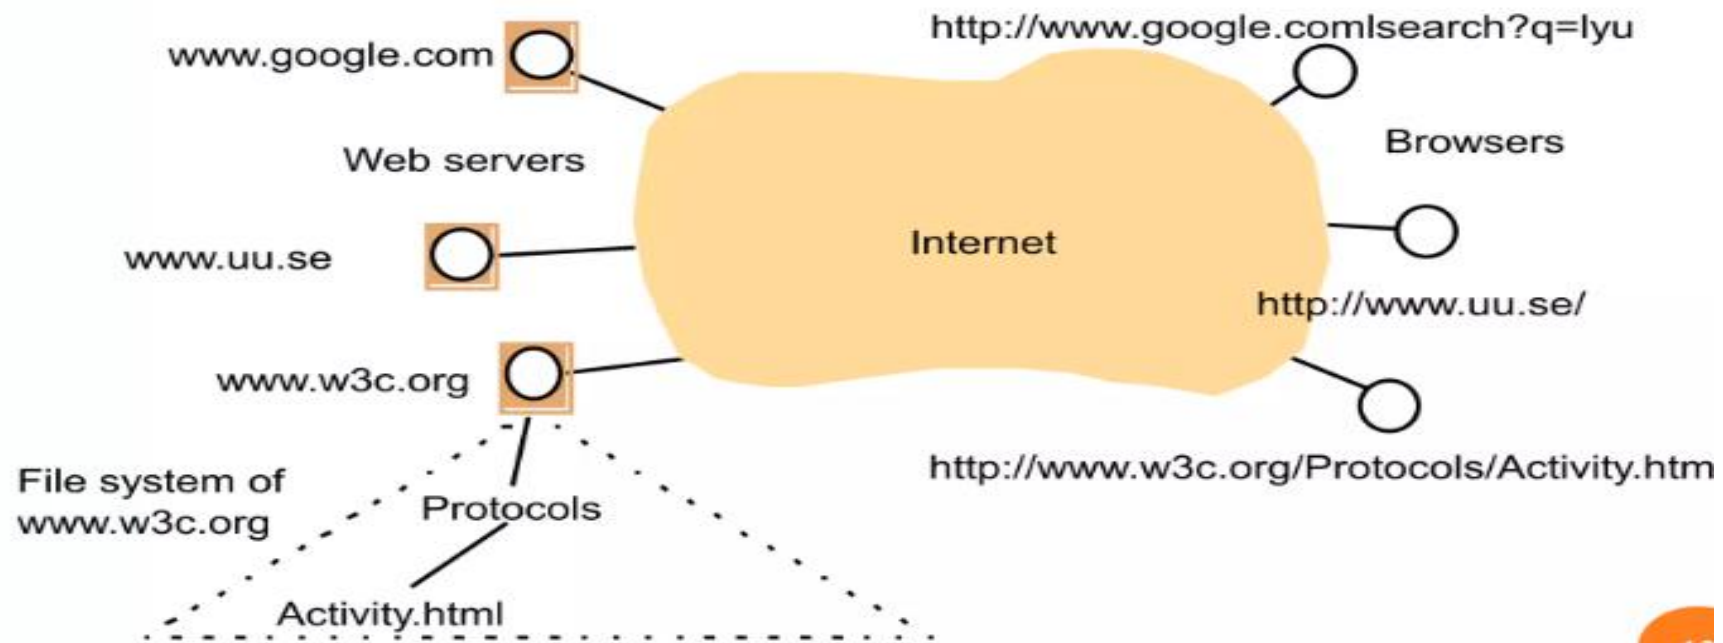 http://www.google.comlsearch?q=lyu
www.google.com
Browsers
Web servers
Internet
www.uu.se
http://www.uu.se/
www.w3c.org
http://www.w3c.org/Protocols/Activity.htm
File system of
www.w3c.org
Protocols
Activity.html